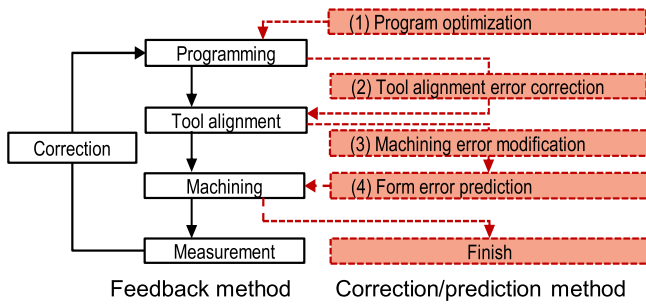 (1) Program optimization
Programming
(2) Tool alignment error correction
Tool alignment
Correction
(3) Machining error modification
Machining
(4) Form error prediction
Measurement
Finish
Feedback method
Correction/prediction method